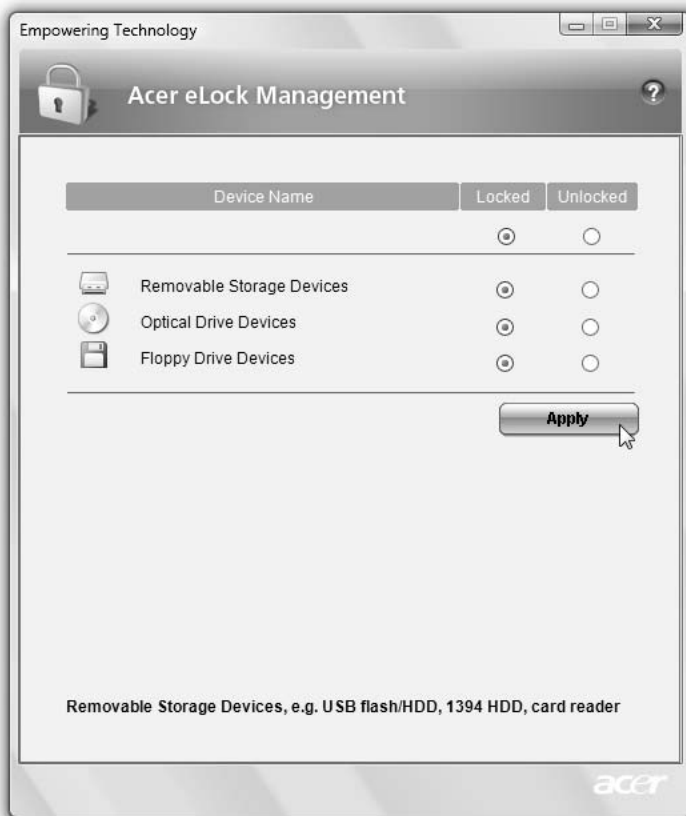 Empowering Technology
Acer eLock Management
?
Device Name Locked Unlocked
Removable Storage Devices
Optical Drive Devices
Floppy Drive Devices
Apply
Removable Storage Devices, e.g. USB flash/HDD, 1394 HDD, card reader
acer